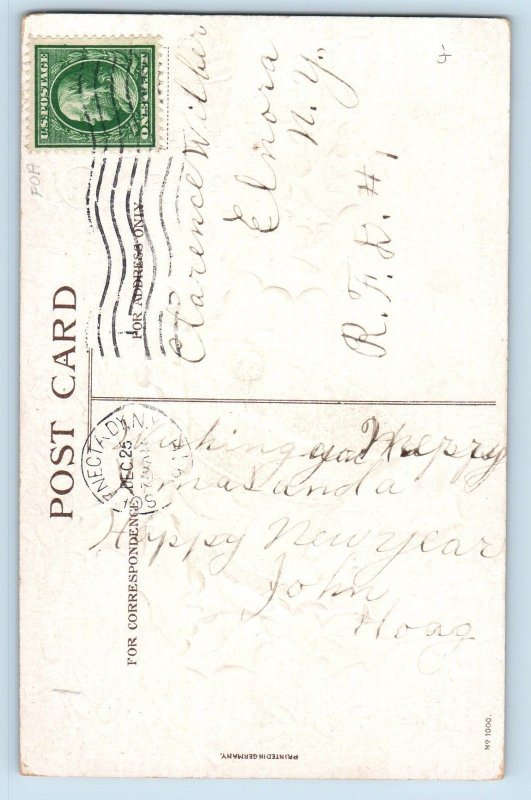 POST CARD
FOR CORRESPONDENCE
FOR ADDRESS ONLY
U.S. POSTAGE
ONE CENT
DEC 25
N.Y.
Wishing you Merry
Xmas and a
Happy New Year
John
Hoag
Clarence Wilber
Elnora
N.Y.
R.F.D. #1
4
PRINTED IN GERMANY.
Nº 1000.